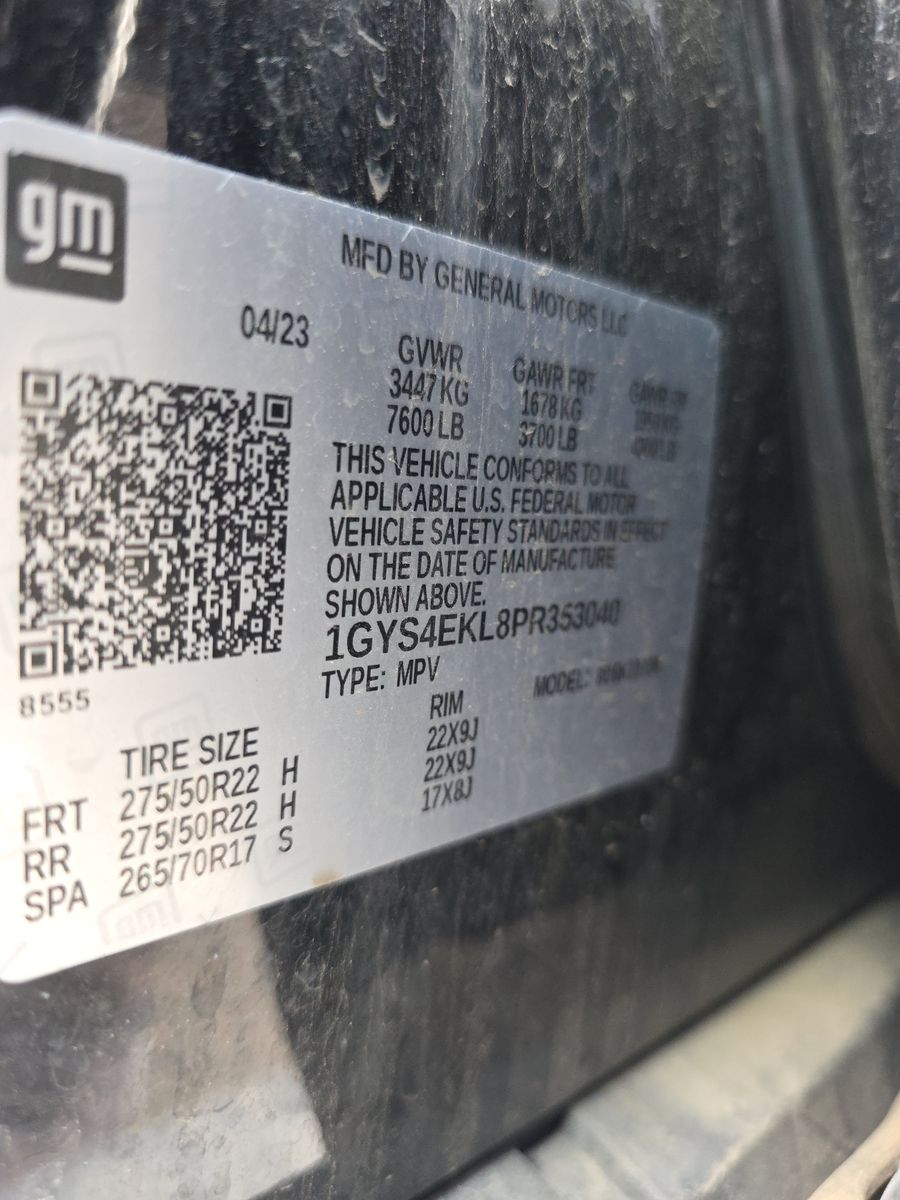 gm
MFD BY GENERAL MOTORS LLC
04/23
GVWR GAWR FRT GAWR RR
3447 KG 1678 KG
7600 LB 3700 LB
THIS VEHICLE CONFORMS TO ALL
APPLICABLE U.S. FEDERAL MOTOR
VEHICLE SAFETY STANDARDS IN EFFECT
ON THE DATE OF MANUFACTURE
SHOWN ABOVE.
1GYS4EKL8PR353040
TYPE: MPV MODEL:
8555
TIRE SIZE RIM
FRT 275/50R22 H 22X9J
RR 275/50R22 H 22X9J
SPA 265/70R17 S 17X8J